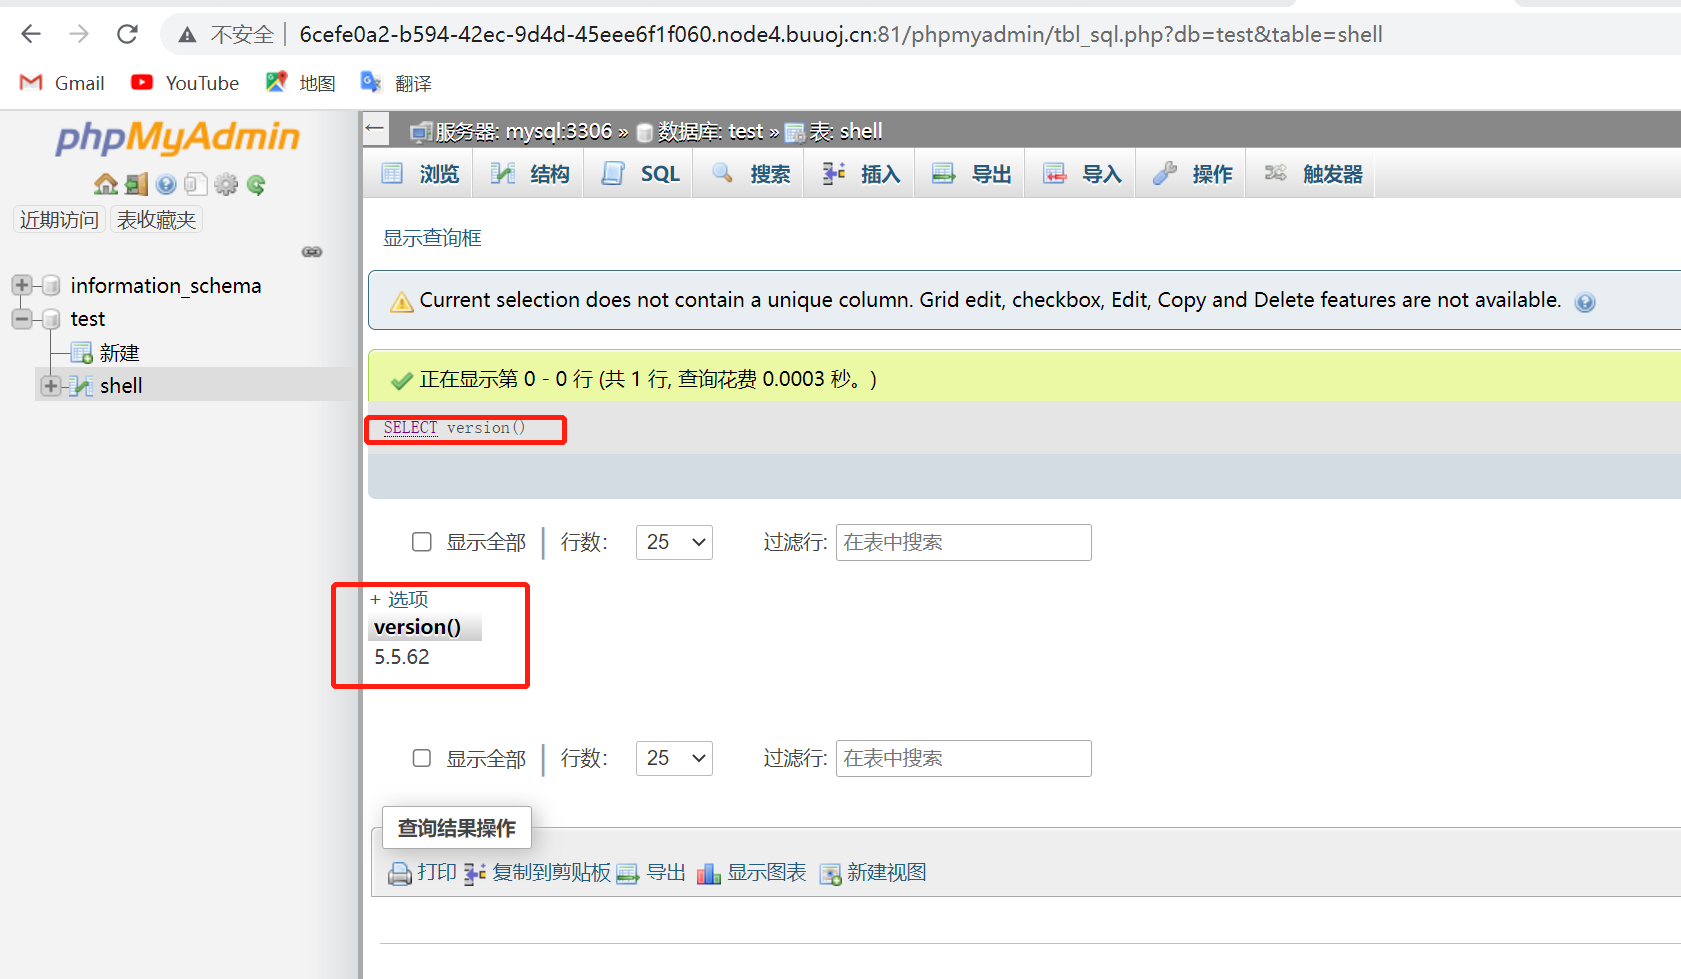 不安全 | 6cefe0a2-b594-42ec-9d4d-45eee6f1f060.node4.buuoj.cn:81/phpmyadmin/tbl_sql.php?db=test&table=shell
Gmail YouTube 地图 翻译
phpMyAdmin
近期访问 表收藏夹
information_schema
test
新建
shell
服务器: mysql:3306 » 数据库: test » 表: shell
浏览 结构 SQL 搜索 插入 导出 导入 操作 触发器
显示查询框
Current selection does not contain a unique column. Grid edit, checkbox, Edit, Copy and Delete features are not available.
正在显示第 0 - 0 行 (共 1 行, 查询花费 0.0003 秒。)
SELECT version()
显示全部 | 行数: 25 过滤行: 在表中搜索
+ 选项
version()
5.5.62
显示全部 | 行数: 25 过滤行: 在表中搜索
查询结果操作
打印 复制到剪贴板 导出 显示图表 新建视图